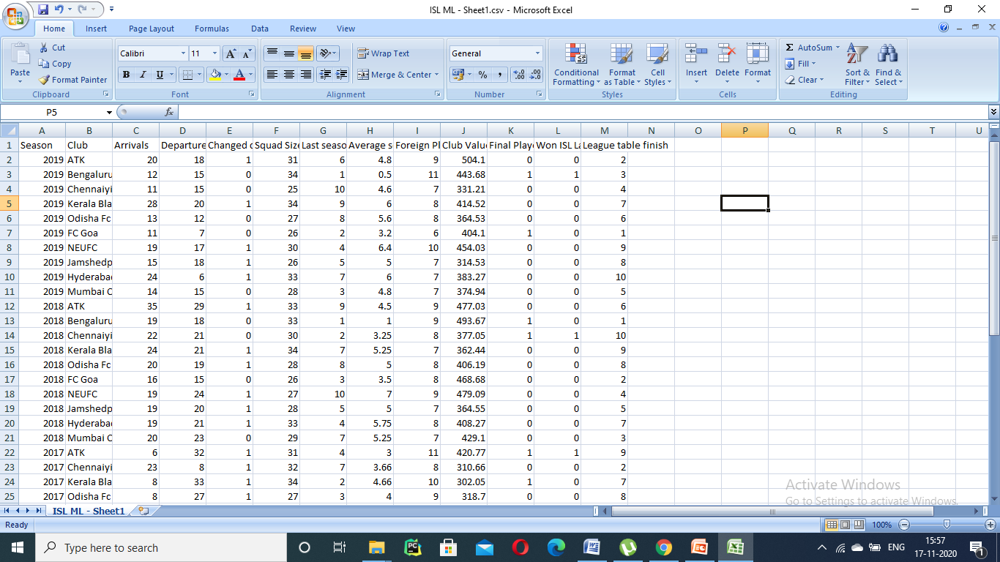 ISL ML - Sheet1.csv - Microsoft Excel
Home Insert Page Layout Formulas Data Review View
Paste Cut Copy Format Painter Calibri 11 A A Wrap Text General Conditional Formatting Format as Table Cell Styles Insert Delete Format Σ AutoSum Fill Clear Sort & Filter Find & Select
B I U A Merge & Center % ,
Clipboard Font Alignment Number Styles Cells Editing
P5 fx
A B C D E F G H I J K L M N O P Q R S T U
1 Season Club Arrivals Departure Changed c Squad Size Last seaso Average s Foreign Pl Club Valu Final Play Won ISL La League table finish
2 2019 ATK 20 18 1 31 6 4.8 9 504.1 0 0 2
3 2019 Bengaluru 12 15 0 34 1 0.5 11 443.68 1 1 3
4 2019 Chennaiyi 11 15 0 25 10 4.6 7 331.21 0 0 4
5 2019 Kerala Bla 28 20 1 34 9 6 8 414.52 0 0 7
6 2019 Odisha Fc 13 12 0 27 8 5.6 8 364.53 0 0 6
7 2019 FC Goa 11 7 0 26 2 3.2 6 404.1 1 0 1
8 2019 NEUFC 19 17 1 30 4 6.4 10 454.03 0 0 9
9 2019 Jamshedp 15 18 1 26 5 5 7 314.53 0 0 8
10 2019 Hyderaba 24 6 1 33 7 6 7 383.27 0 0 10
11 2019 Mumbai C 14 15 0 28 3 4.8 7 374.94 0 0 5
12 2018 ATK 35 29 1 33 9 4.5 9 477.03 0 0 6
13 2018 Bengaluru 19 18 0 33 1 1 9 493.67 1 0 1
14 2018 Chennaiyi 22 21 0 30 2 3.25 8 377.05 1 1 10
15 2018 Kerala Bla 24 21 1 34 7 5.25 7 362.44 0 0 9
16 2018 Odisha Fc 20 19 1 28 8 5 8 406.19 0 0 8
17 2018 FC Goa 16 15 0 26 3 3.5 8 468.68 0 0 2
18 2018 NEUFC 19 24 1 27 10 7 9 479.09 0 0 4
19 2018 Jamshedp 19 20 1 28 5 5 7 364.55 0 0 5
20 2018 Hyderaba 19 21 1 33 4 5.75 8 408.27 0 0 7
21 2018 Mumbai C 20 23 0 29 7 5.25 7 429.1 0 0 3
22 2017 ATK 6 32 1 31 4 3 11 420.77 1 1 9
23 2017 Chennaiyi 23 8 1 32 7 3.66 8 310.66 0 0 2
24 2017 Kerala Bla 8 33 1 34 2 4.66 10 302.05 1 0 7
25 2017 Odisha Fc 8 27 1 27 3 4 9 318.7 0 0 8
Activate Windows
Go to Settings to activate Windows.
ISL ML - Sheet1
Ready 100%
Type here to search ENG 15:57
17-11-2020